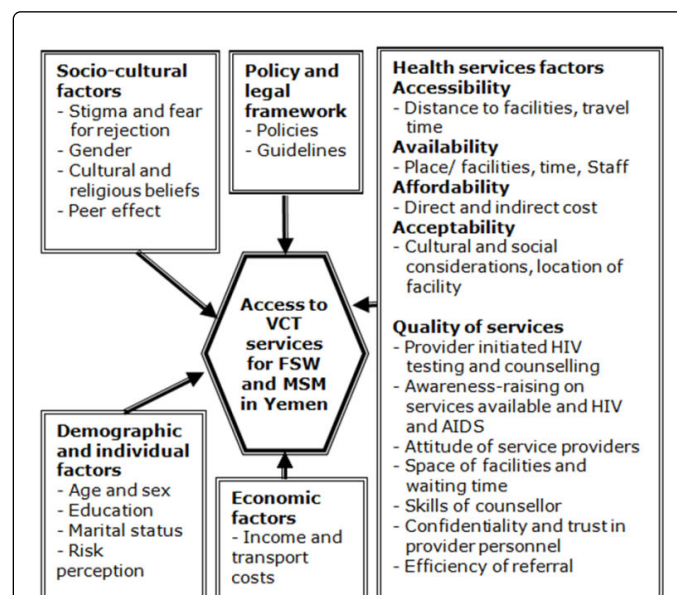 Socio-cultural
factors
- Stigma and fear
for rejection
- Gender
- Cultural and
religious beliefs
- Peer effect
Policy and
legal
framework
- Policies
- Guidelines
Health services factors
Accessibility
- Distance to facilities, travel
time
Availability
- Place/ facilities, time, Staff
Affordability
- Direct and indirect cost
Acceptability
- Cultural and social
considerations, location of
facility
Quality of services
- Provider initiated HIV
testing and counselling
- Awareness-raising on
services available and HIV
and AIDS
- Attitude of service providers
- Space of facilities and
waiting time
- Skills of counsellor
- Confidentiality and trust in
provider personnel
- Efficiency of referral
Access to
VCT
services
for FSW
and MSM
in Yemen
Demographic
and individual
factors
- Age and sex
- Education
- Marital status
- Risk
perception
Economic
factors
- Income and
transport
costs